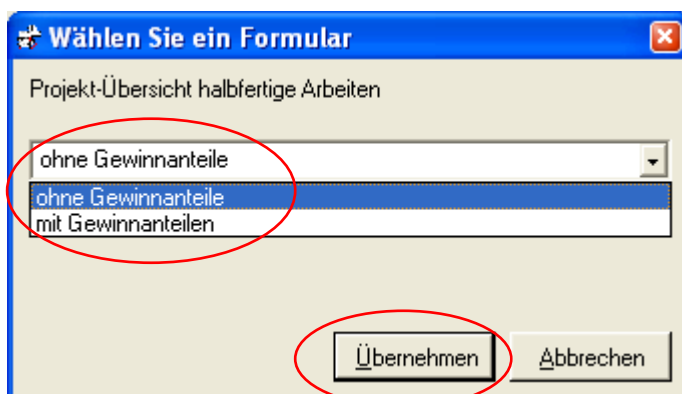 Wählen Sie ein Formular
Projekt-Übersicht halbfertige Arbeiten
ohne Gewinnanteile
ohne Gewinnanteile
mit Gewinnanteilen
Übernehmen Abbrechen